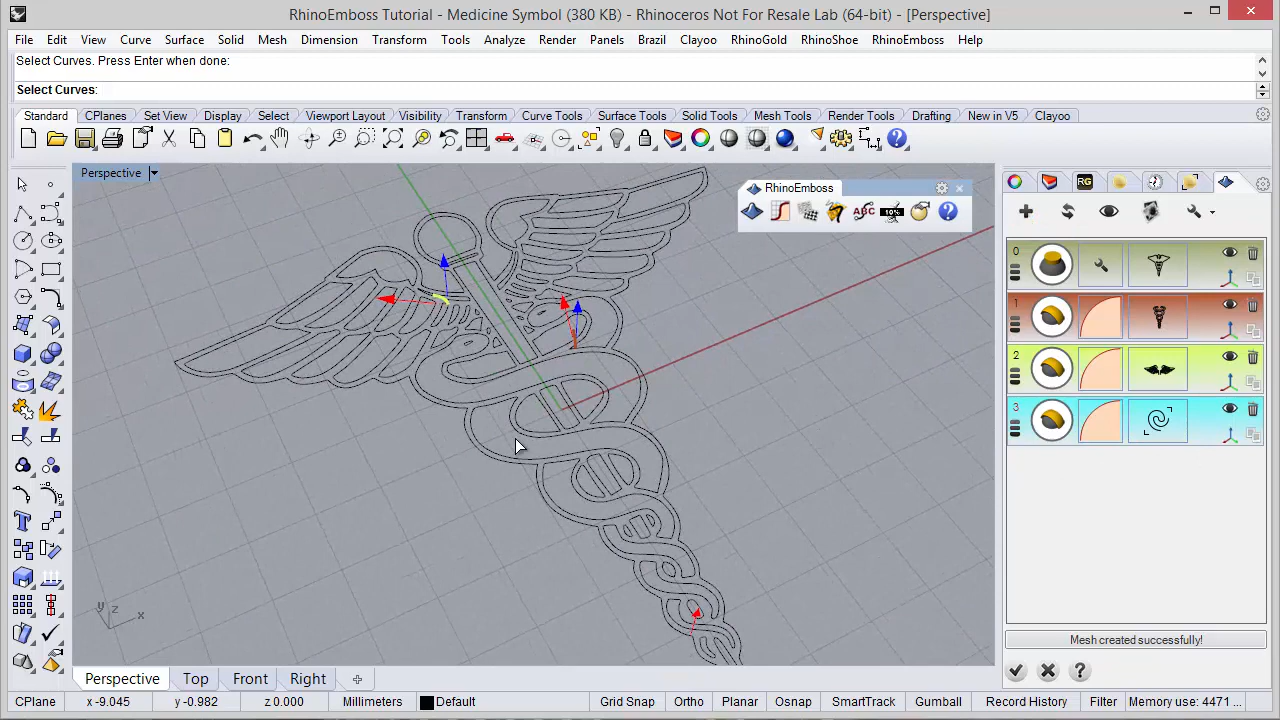 RhinoEmboss Tutorial - Medicine Symbol (380 KB) - Rhinoceros Not For Resale Lab (64-bit) - [Perspective]
File Edit View Curve Surface Solid Mesh Dimension Transform Tools Analyze Render Panels Brazil Clayoo RhinoGold RhinoShoe RhinoEmboss Help
Select Curves. Press Enter when done:
Select Curves:
Standard CPlanes Set View Display Select Viewport Layout Visibility Transform Curve Tools Surface Tools Solid Tools Mesh Tools Render Tools Drafting New in V5 Clayoo
Perspective
RhinoEmboss
RG
ABC
10%
0
1
2
3
y z x
Mesh created successfully!
Perspective Top Front Right
CPlane x -9.045 y -0.982 z 0.000 Millimeters Default Grid Snap Ortho Planar Osnap SmartTrack Gumball Record History Filter Memory use: 4471 ...